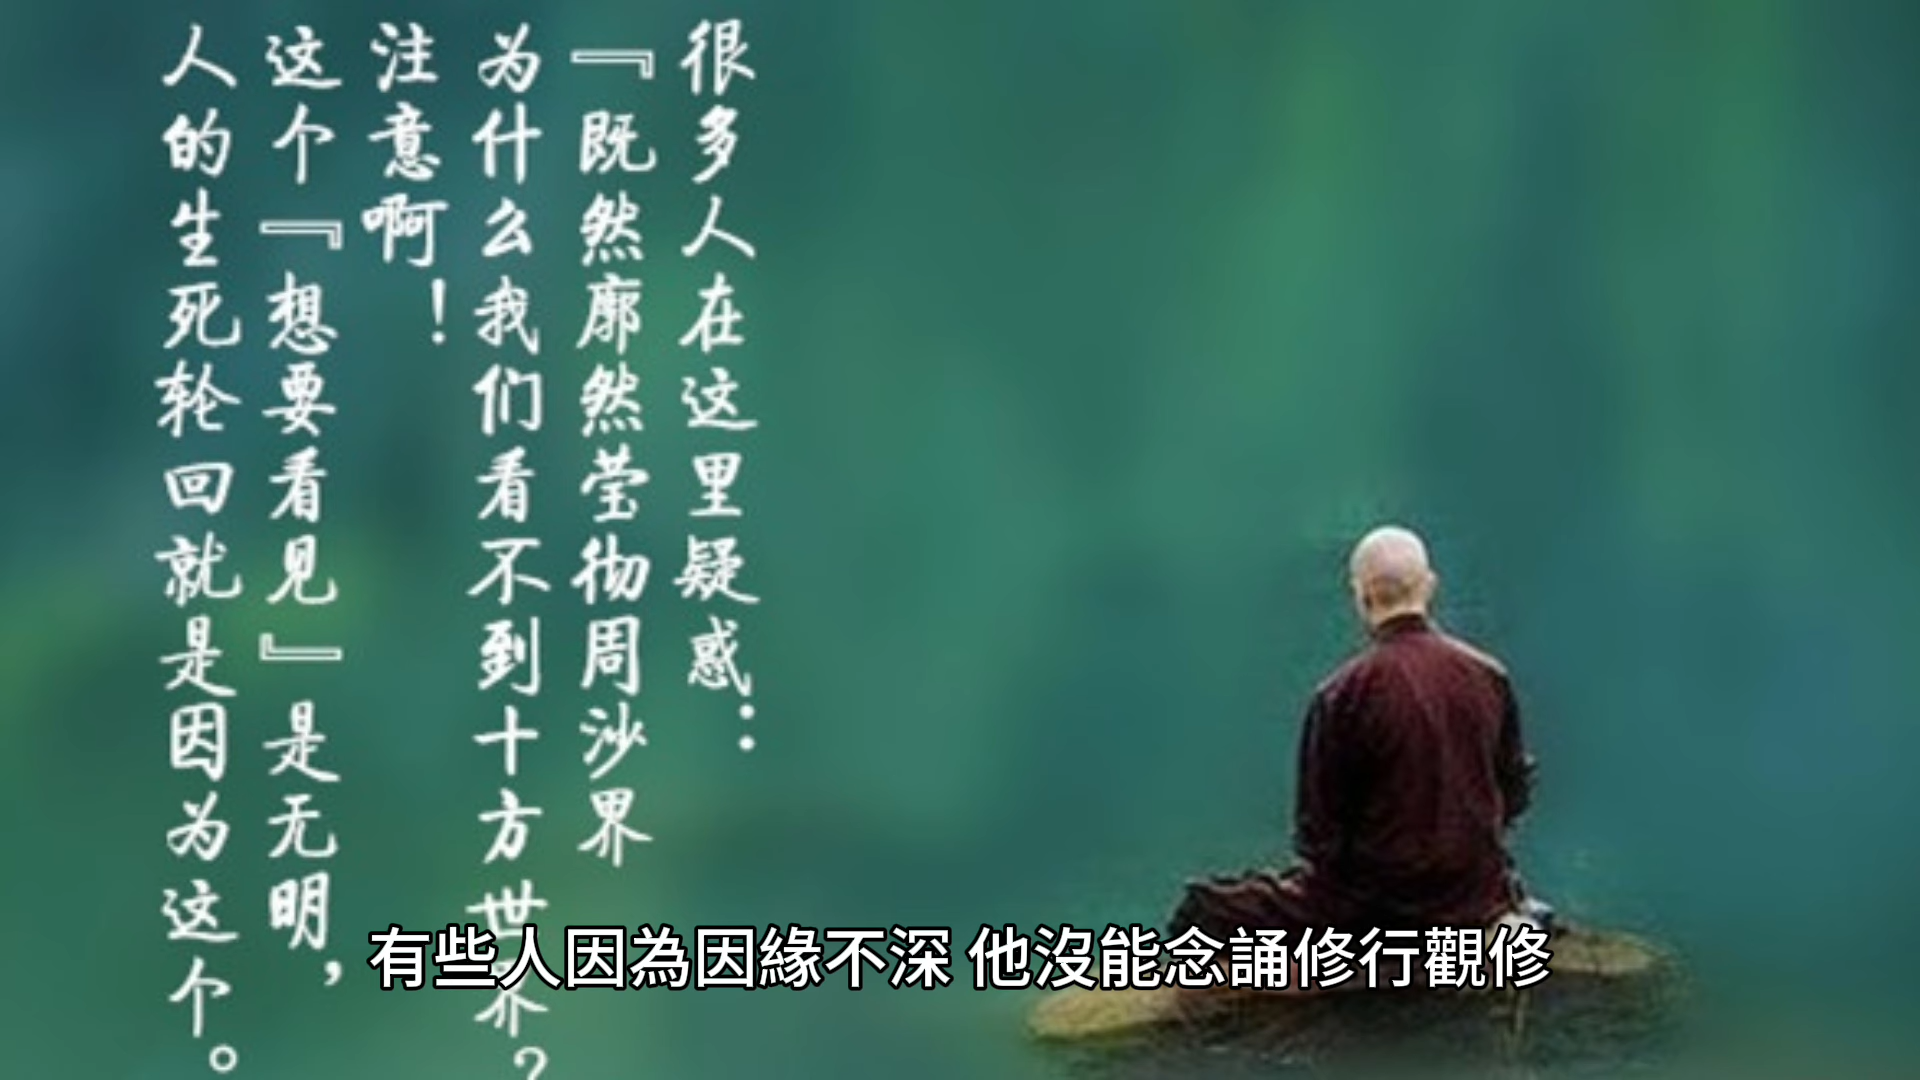 很多人在这里疑惑：
『既然廓然莹彻周沙界
为什么我们看不到十方世界？
注意啊！
这个『想要看见』是无明，
人的生死轮回就是因为这个。
有些人因為因緣不深 他沒能念誦修行觀修